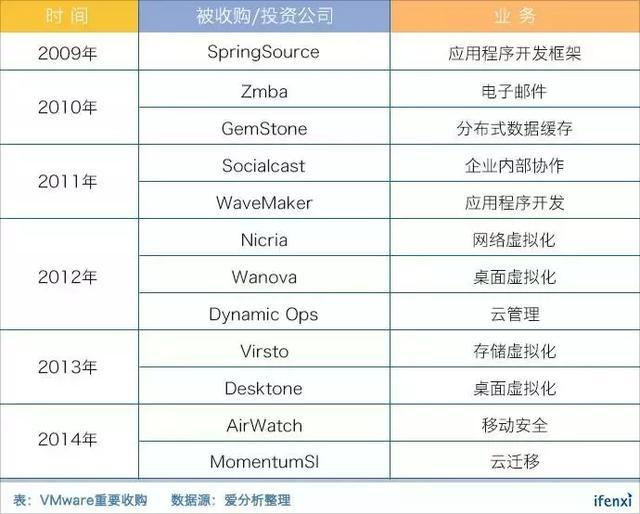 时间 被收购/投资公司 业务
2009年 SpringSource 应用程序开发框架
2010年 Zmba 电子邮件
GemStone 分布式数据缓存
2011年 Socialcast 企业内部协作
WaveMaker 应用程序开发
2012年 Nicria 网络虚拟化
Wanova 桌面虚拟化
Dynamic Ops 云管理
2013年 Virsto 存储虚拟化
Desktone 桌面虚拟化
2014年 AirWatch 移动安全
MomentumSI 云迁移
表：VMware重要收购 数据源：爱分析整理 ifenxi